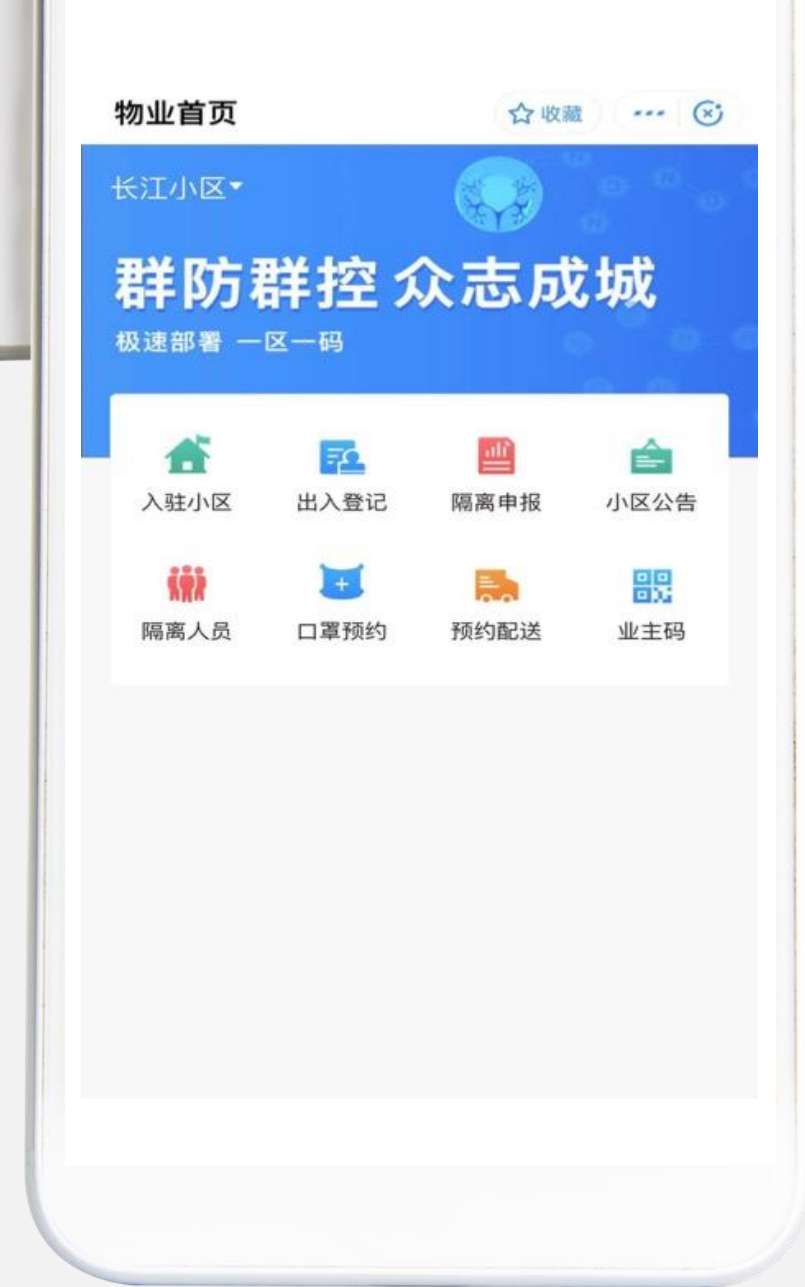 物业首页
收藏
长江小区
群防群控 众志成城
极速部署 一区一码
入驻小区 出入登记 隔离申报 小区公告
隔离人员 口罩预约 预约配送 业主码